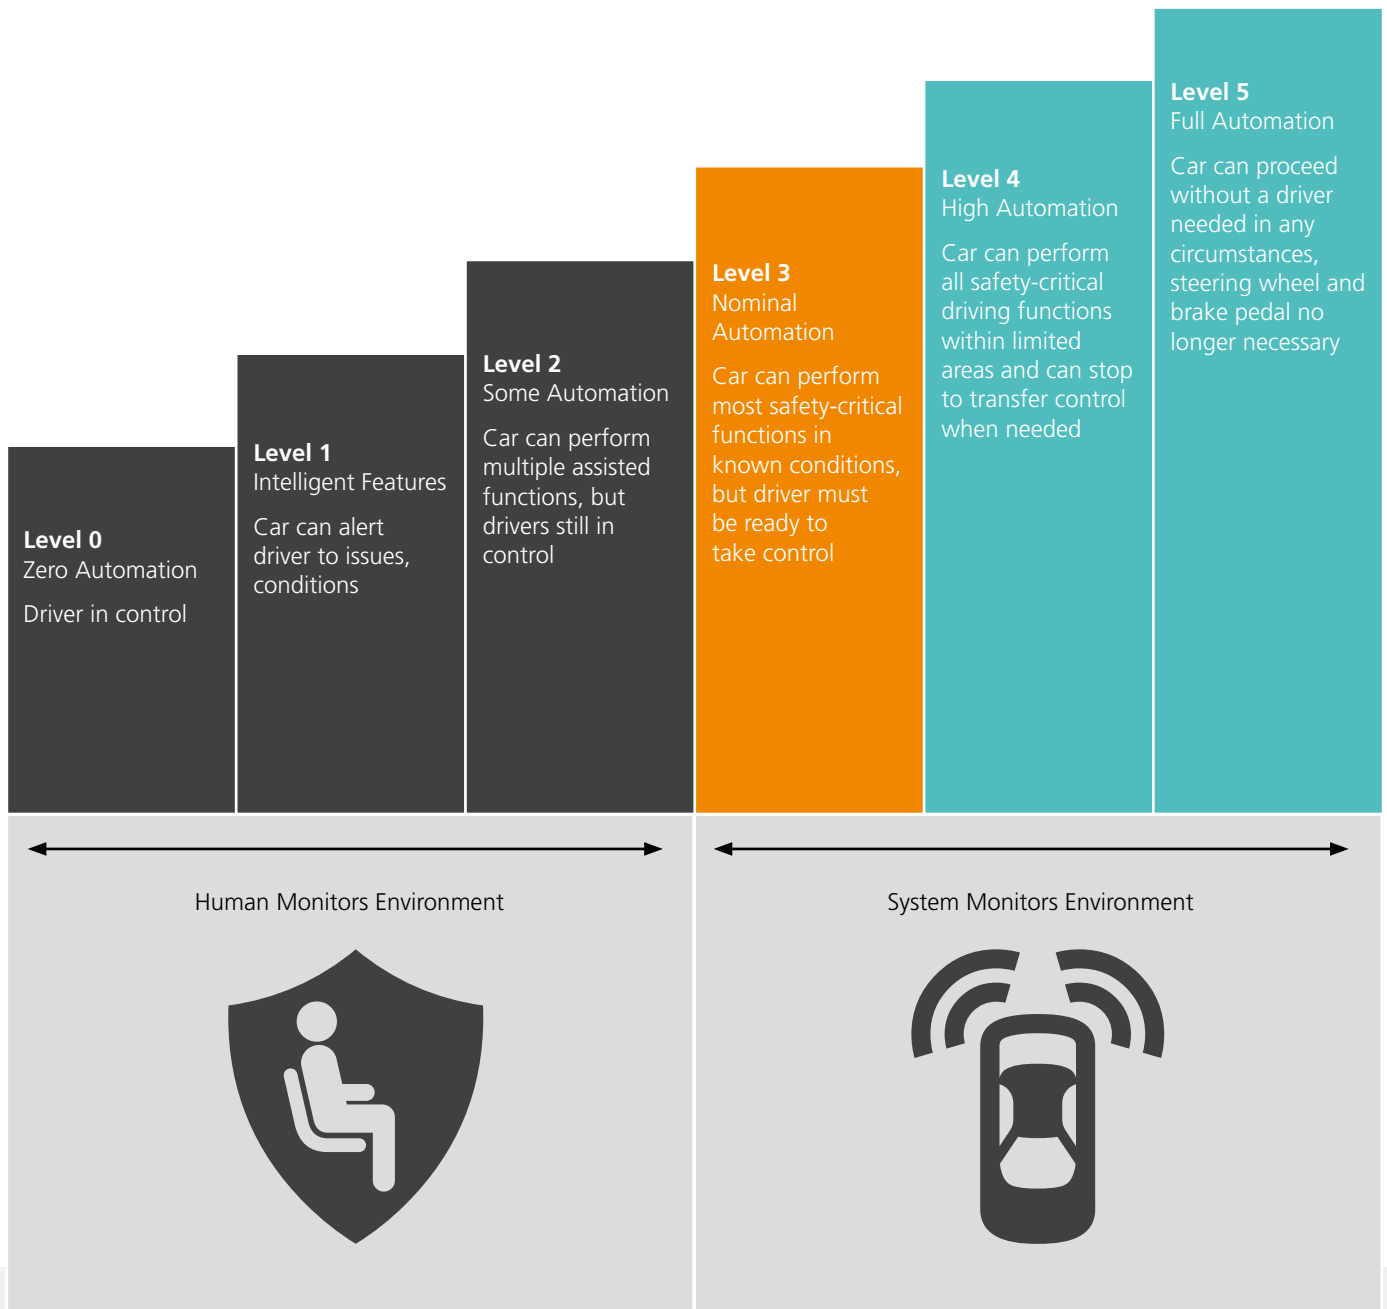 Level 0
Zero Automation
Driver in control
Level 1
Intelligent Features
Car can alert
driver to issues,
conditions
Level 2
Some Automation
Car can perform
multiple assisted
functions, but
drivers still in
control
Level 3
Nominal
Automation
Car can perform
most safety-critical
functions in
known conditions,
but driver must
be ready to
take control
Level 4
High Automation
Car can perform
all safety-critical
driving functions
within limited
areas and can stop
to transfer control
when needed
Level 5
Full Automation
Car can proceed
without a driver
needed in any
circumstances,
steering wheel and
brake pedal no
longer necessary
Human Monitors Environment
System Monitors Environment